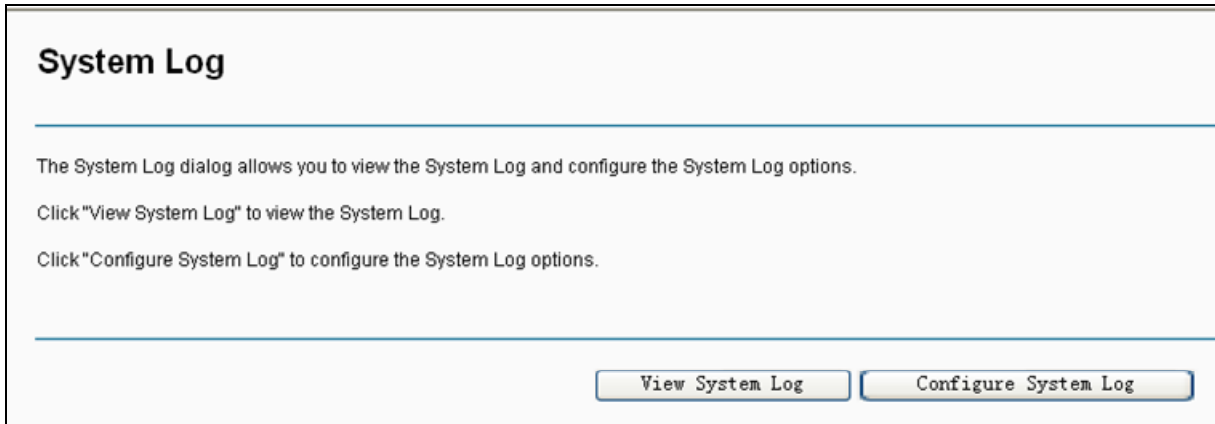 System Log
The System Log dialog allows you to view the System Log and configure the System Log options.
Click "View System Log" to view the System Log.
Click "Configure System Log" to configure the System Log options.
View System Log
Configure System Log